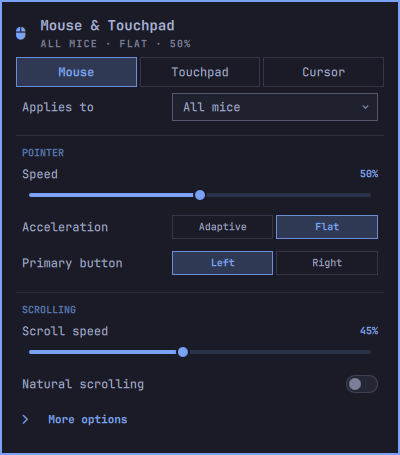 Mouse & Touchpad
ALL MICE · FLAT · 50%
Mouse Touchpad Cursor
Applies to All mice
POINTER
Speed 50%
Acceleration Adaptive Flat
Primary button Left Right
SCROLLING
Scroll speed 45%
Natural scrolling
More options